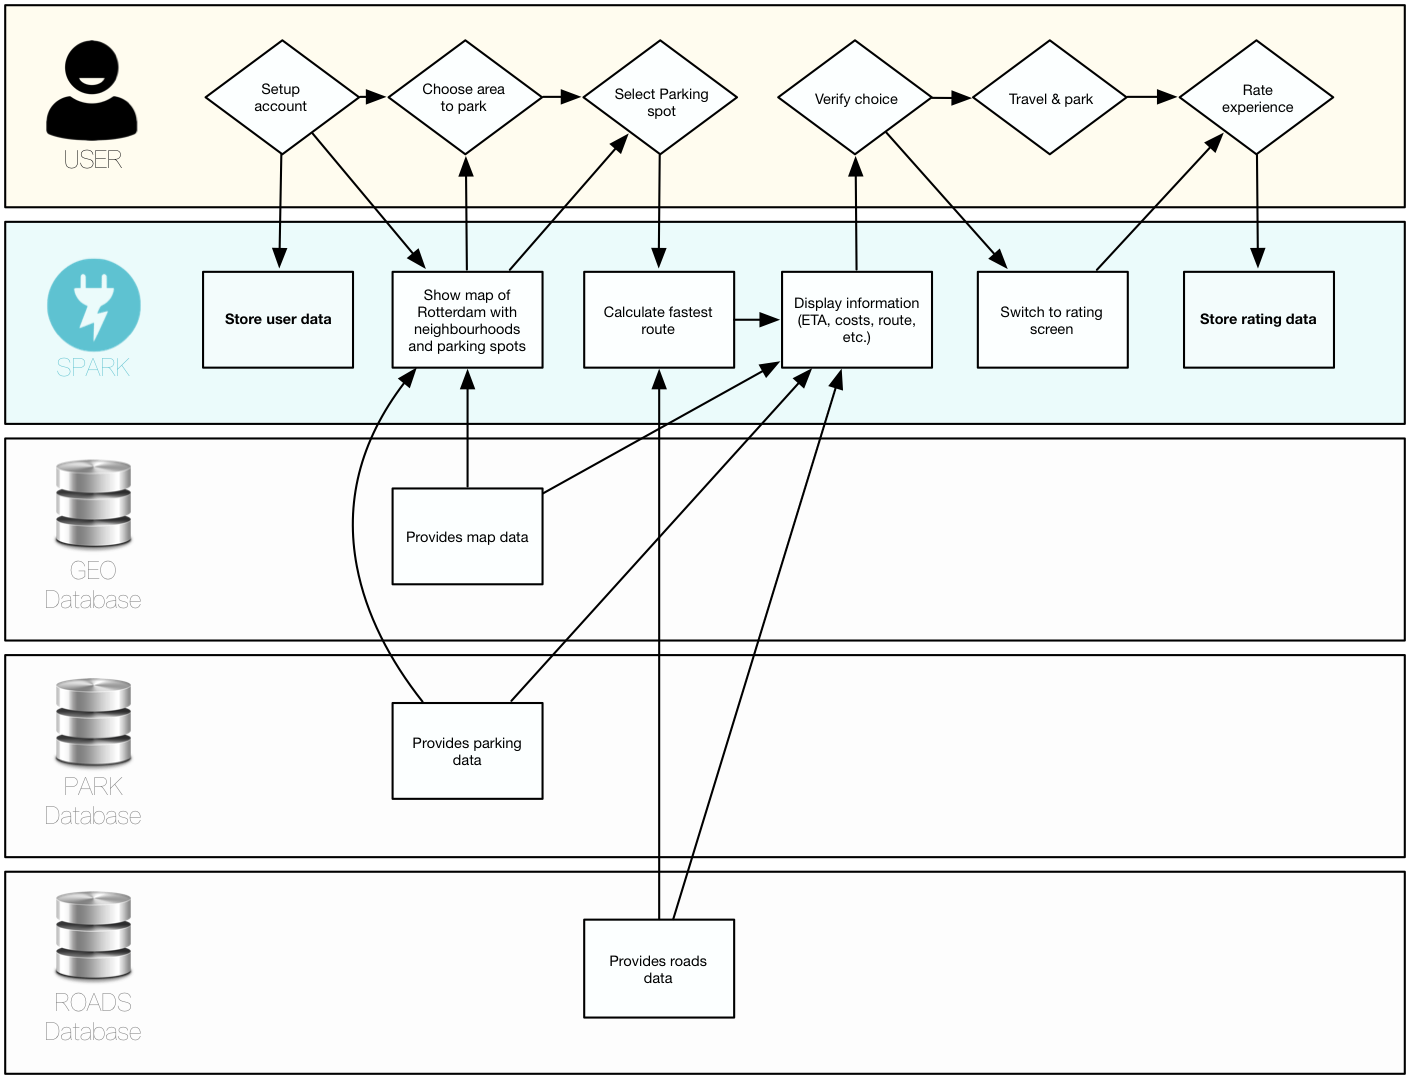 Setup
account
Choose area
to park
Select Parking
spot
Verify choice
Travel & park
Rate
experience
USER
Store user data
Show map of
Rotterdam with
neighbourhoods
and parking spots
Calculate fastest
route
Display information
(ETA, costs, route,
etc.)
Switch to rating
screen
Store rating data
SPARK
Provides map data
GEO
Database
Provides parking
data
PARK
Database
Provides roads
data
ROADS
Database